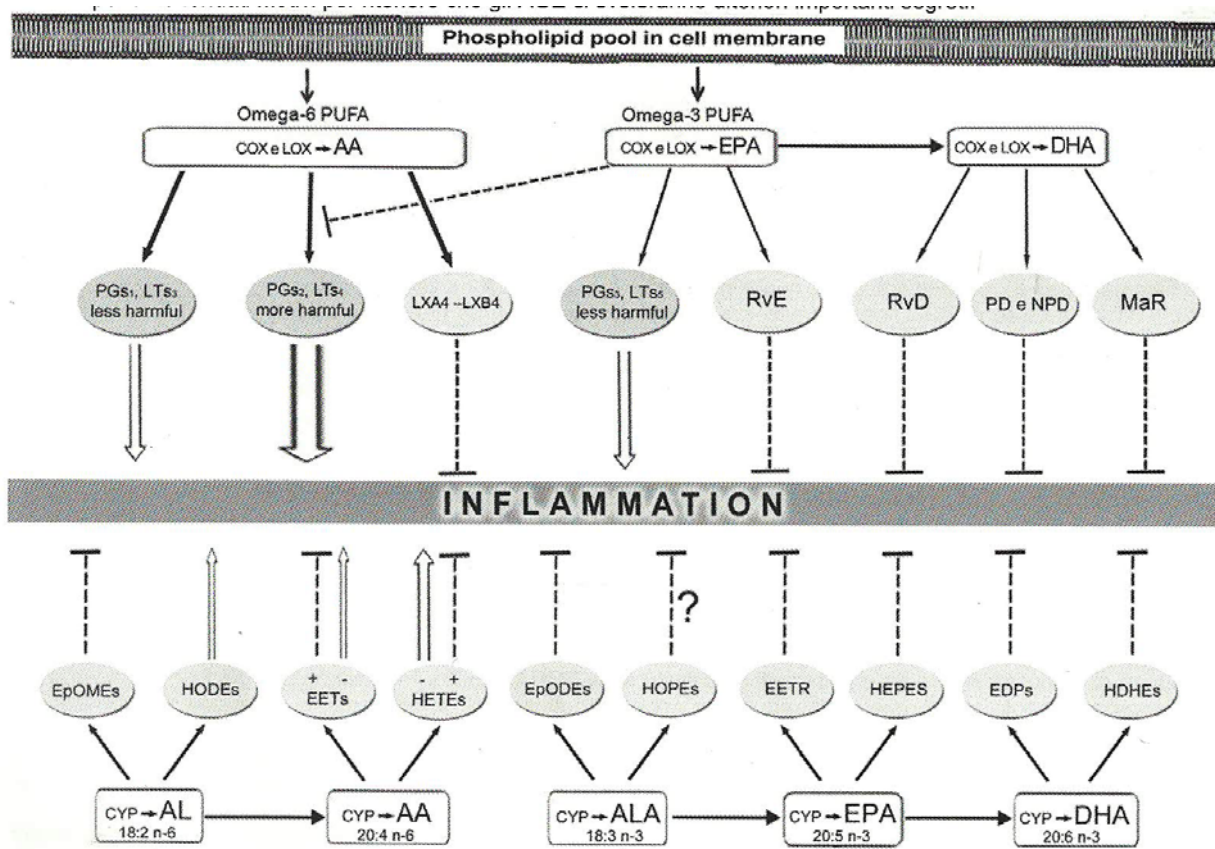 Phospholipid pool in cell membrane
Omega-6 PUFA
Omega-3 PUFA
COX e LOX → AA
COX e LOX → EPA
COX e LOX → DHA
PGs₁, LTs₃
less harmful
PGs₂, LTs₄
more harmful
LXA4 –LXB4
PGs₃, LTs₅
less harmful
RvE
RvD
PD e NPD
MaR
INFLAMMATION
?
EpOMEs
HODEs
+ -
EETs
- +
HETEs
EpODEs
HOPEs
EETR
HEPES
EDPs
HDHEs
CYP → AL
18:2 n-6
CYP → AA
20:4 n-6
CYP → ALA
18:3 n-3
CYP → EPA
20:5 n-3
CYP → DHA
20:6 n-3